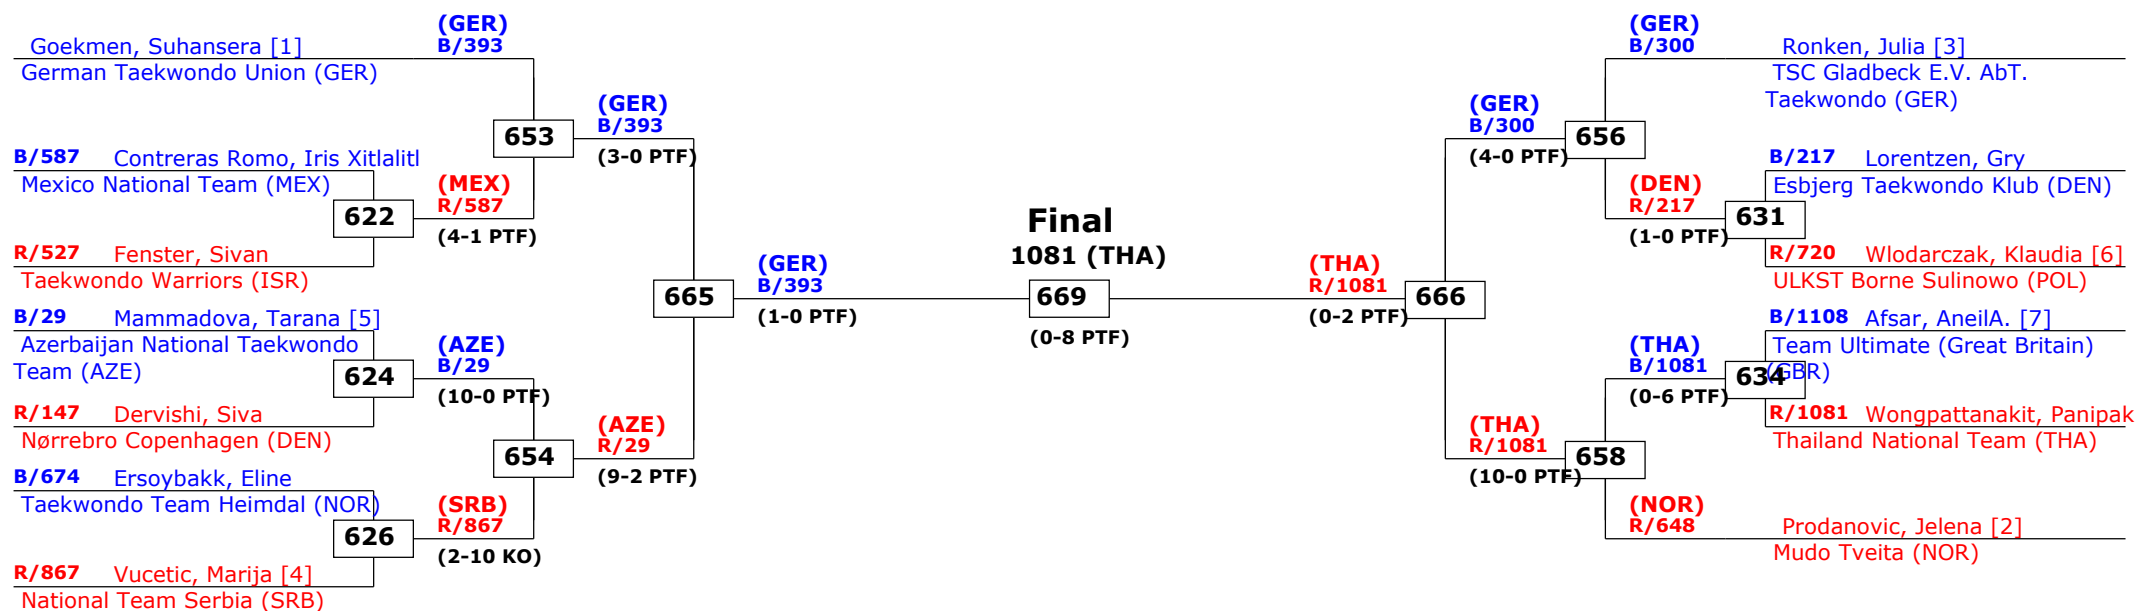 (GER)
B/393
Goekmen, Suhansera [1]
German Taekwondo Union (GER)
(GER)
B/393
653
(3-0 PTF)
B/587 Contreras Romo, Iris Xitlalitl
Mexico National Team (MEX)
(MEX)
R/587
622
(4-1 PTF)
R/527 Fenster, Sivan
Taekwondo Warriors (ISR)
(GER)
B/393
665
(1-0 PTF)
B/29 Mammadova, Tarana [5]
Azerbaijan National Taekwondo
Team (AZE)
(AZE)
B/29
624
(10-0 PTF)
R/147 Dervishi, Siva
Nørrebro Copenhagen (DEN)
(AZE)
R/29
654
(9-2 PTF)
B/674 Ersoybakk, Eline
Taekwondo Team Heimdal (NOR)
(SRB)
R/867
626
(2-10 KO)
R/867 Vucetic, Marija [4]
National Team Serbia (SRB)
Final
1081 (THA)
669
(0-8 PTF)
(GER)
B/300
Ronken, Julia [3]
TSC Gladbeck E.V. AbT.
Taekwondo (GER)
(GER)
B/300
656
(4-0 PTF)
B/217 Lorentzen, Gry
Esbjerg Taekwondo Klub (DEN)
(DEN)
R/217
631
(1-0 PTF)
R/720 Wlodarczak, Klaudia [6]
ULKST Borne Sulinowo (POL)
(THA)
R/1081
666
(0-2 PTF)
B/1108 Afsar, AneilA. [7]
Team Ultimate (Great Britain)
(GBR)
(THA)
B/1081
634
(0-6 PTF)
R/1081 Wongpattanakit, Panipak
Thailand National Team (THA)
(THA)
R/1081
658
(10-0 PTF)
(NOR)
R/648
Prodanovic, Jelena [2]
Mudo Tveita (NOR)